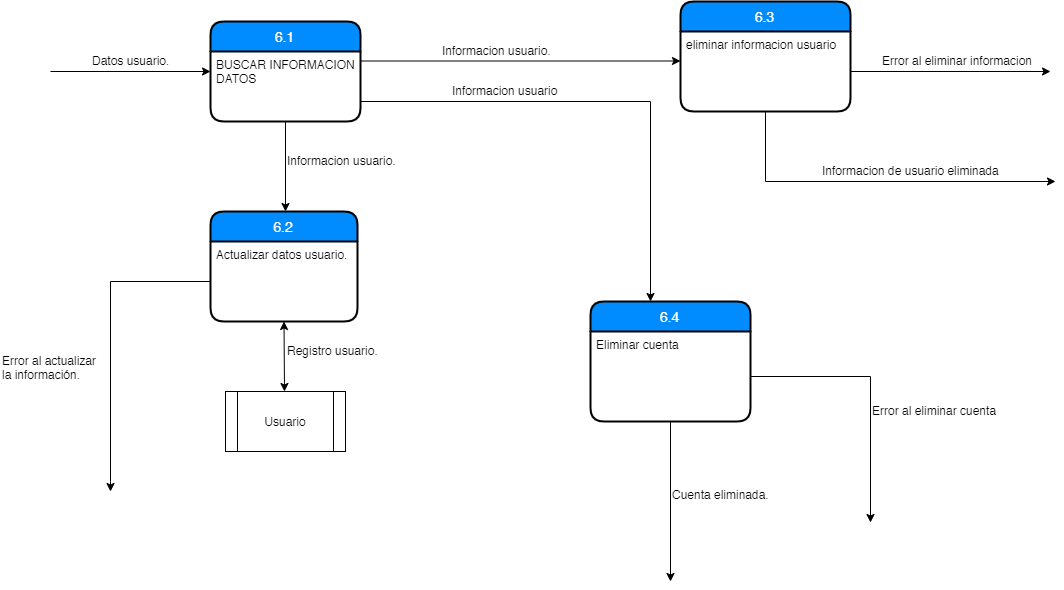 6.3
eliminar informacion usuario
6.1
BUSCAR INFORMACION
DATOS
Datos usuario.
Informacion usuario.
Error al eliminar informacion
Informacion usuario
Informacion usuario.
Informacion de usuario eliminada
6.2
Actualizar datos usuario.
6.4
Eliminar cuenta
Registro usuario.
Error al actualizar
la información.
Usuario
Error al eliminar cuenta
Cuenta eliminada.